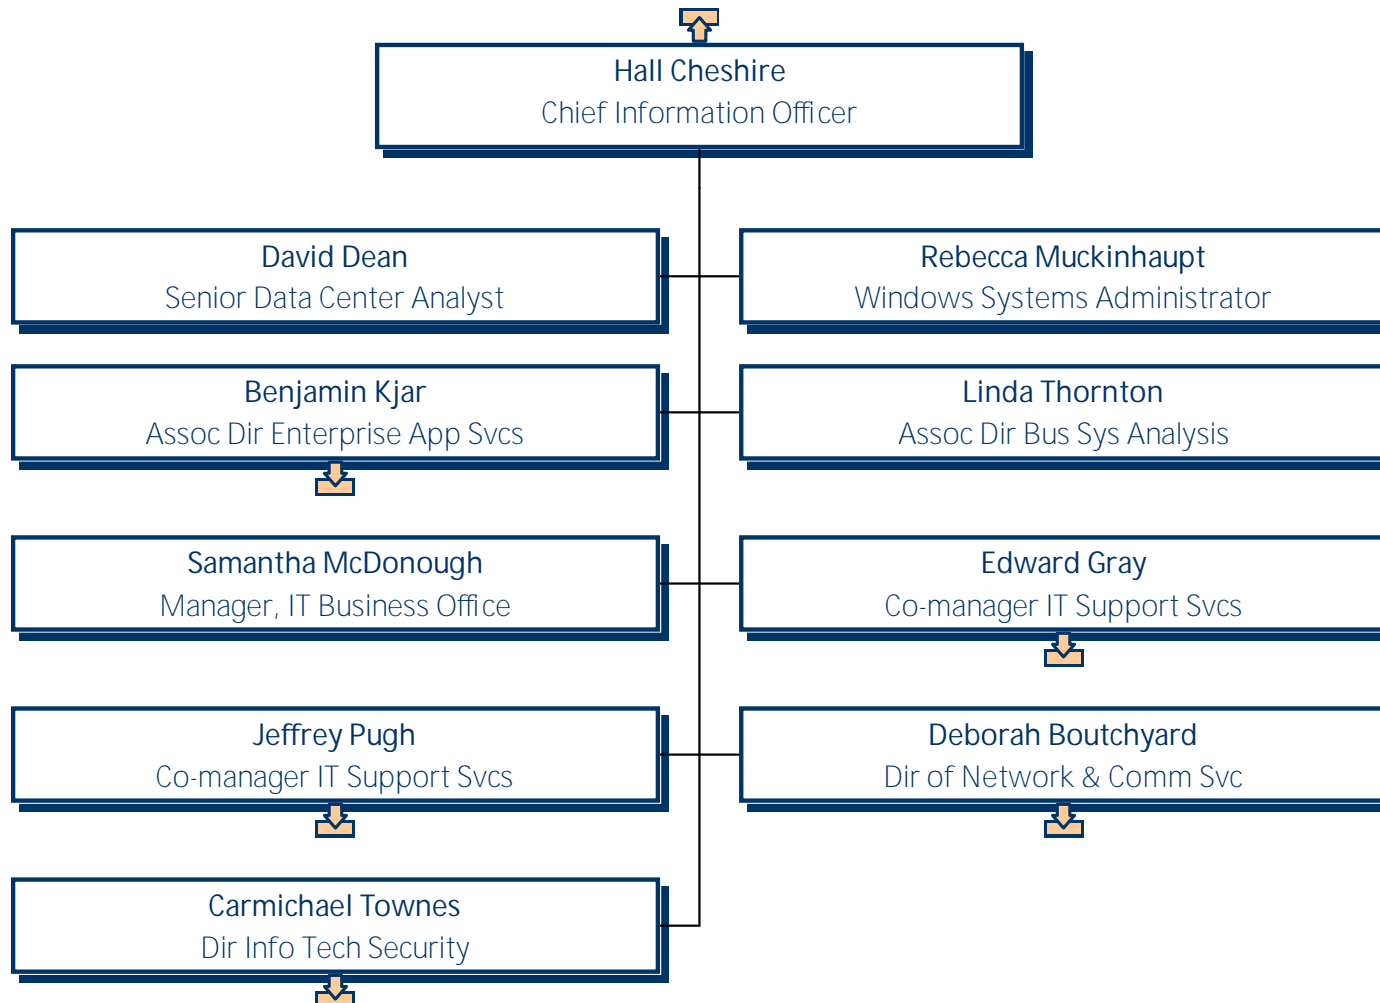 Hall Cheshire
Chief Information Officer
David Dean
Senior Data Center Analyst
Rebecca Muckinhaupt
Windows Systems Administrator
Benjamin Kjar
Assoc Dir Enterprise App Svcs
Linda Thornton
Assoc Dir Bus Sys Analysis
Samantha McDonough
Manager, IT Business Office
Edward Gray
Co-manager IT Support Svcs
Jeffrey Pugh
Co-manager IT Support Svcs
Deborah Boutchyard
Dir of Network & Comm Svc
Carmichael Townes
Dir Info Tech Security